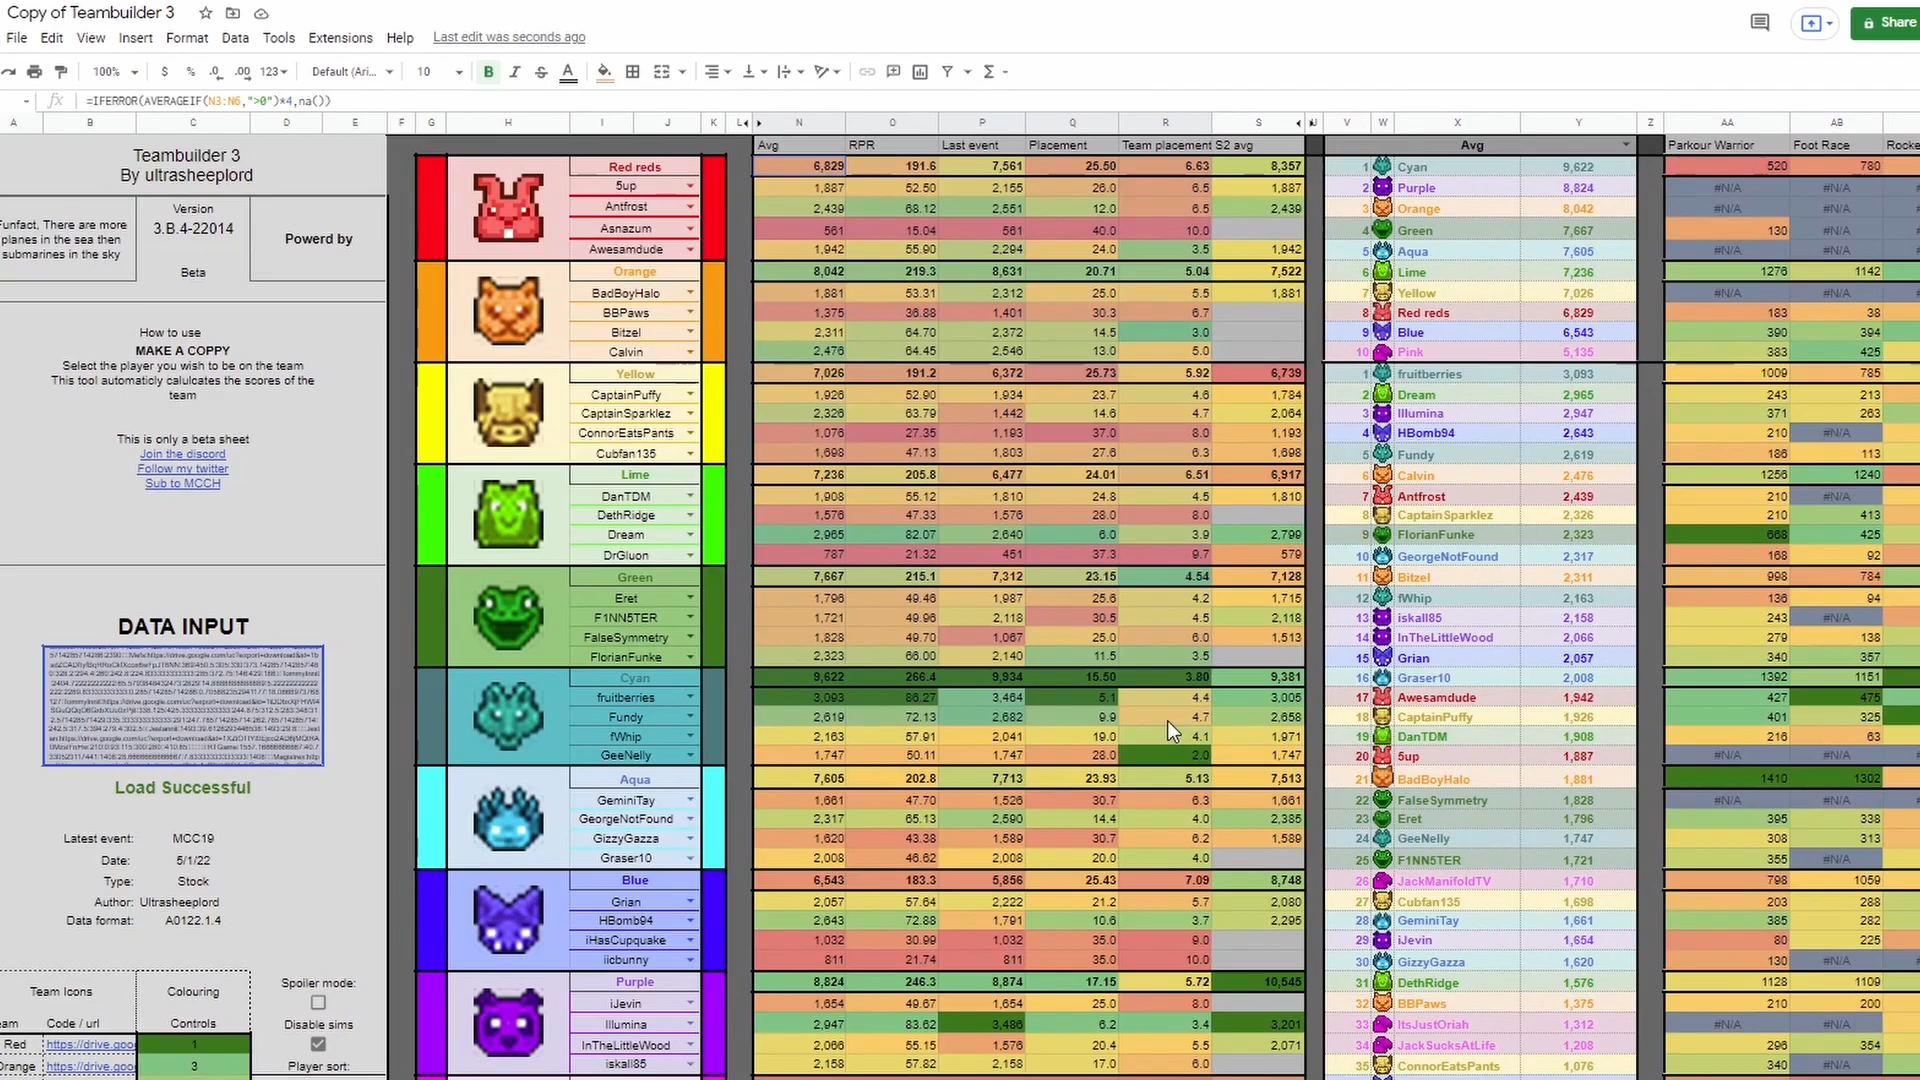 Copy of Teambuilder 3
Share
File Edit View Insert Format Data Tools Extensions Help Last edit was seconds ago
100% $ % .0 .00 123 Default (Ari... 10 B I S A
fx =IFERROR(AVERAGEIF(N3:N6,">0")*4,na())
A B C D E F G H I J K L N O P Q R S U V W X Y Z AA AB
Teambuilder 3
By ultrasheeplord
Funfact, There are more
planes in the sea then
submarines in the sky
Version
3.B.4-22014
Beta
Powerd by
How to use
MAKE A COPPY
Select the player you wish to be on the team
This tool automaticly calulcates the scores of the
team
This is only a beta sheet
Join the discord
Follow my twitter
Sub to MCCH
DATA INPUT
Load Successful
Latest event: MCC19
Date: 5/1/22
Type: Stock
Author: Ultrasheeplord
Data format: A0122.1.4
Team Icons Colouring
Code / url Controls
Red https://drive.goo 1
Orange https://drive.goo 3
Spoiler mode:
Disable sims
Player sort:
Avg RPR Last event Placement Team placement S2 avg
Red reds 6,829 191.6 7,561 25.50 6.63 8,357
5up 1,887 52.50 2,155 26.0 6.5 1,887
Antfrost 2,439 68.12 2,551 12.0 6.5 2,439
Asnazum 561 15.04 561 40.0 10.0
Awesamdude 1,942 55.90 2,294 24.0 3.5 1,942
Orange 8,042 219.3 8,631 20.71 5.04 7,522
BadBoyHalo 1,881 53.31 2,312 25.0 5.5 1,881
BBPaws 1,375 36.88 1,401 30.3 6.7
Bitzel 2,311 64.70 2,372 14.5 3.0
Calvin 2,476 64.45 2,546 13.0 5.0
Yellow 7,026 191.2 6,372 25.73 5.92 6,739
CaptainPuffy 1,926 52.90 1,934 23.7 4.6 1,784
CaptainSparklez 2,326 63.79 1,442 14.6 4.7 2,064
ConnorEatsPants 1,076 27.35 1,193 37.0 8.0 1,193
Cubfan135 1,698 47.13 1,803 27.6 6.3 1,698
Lime 7,236 205.8 6,477 24.01 6.51 6,917
DanTDM 1,908 55.12 1,810 24.8 4.5 1,810
DethRidge 1,576 47.33 1,576 28.0 8.0
Dream 2,965 82.07 2,640 6.0 3.9 2,799
DrGluon 787 21.32 451 37.3 9.7 579
Green 7,667 215.1 7,312 23.15 4.54 7,128
Eret 1,796 49.46 1,987 25.6 4.2 1,715
F1NN5TER 1,721 49.96 2,118 30.5 4.5 2,118
FalseSymmetry 1,828 49.70 1,067 25.0 6.0 1,513
FlorianFunke 2,323 66.00 2,140 11.5 3.5
Cyan 9,622 266.4 9,934 15.50 3.80 9,381
fruitberries 3,093 86.27 3,464 5.1 4.4 3,005
Fundy 2,619 72.13 2,682 9.9 4.7 2,658
fWhip 2,163 57.91 2,041 19.0 4.1 1,971
GeeNelly 1,747 50.11 1,747 28.0 2.0 1,747
Aqua 7,605 202.8 7,713 23.93 5.13 7,513
GeminiTay 1,661 47.70 1,526 30.7 6.3 1,661
GeorgeNotFound 2,317 65.13 2,590 14.4 4.0 2,385
GizzyGazza 1,620 43.38 1,589 30.7 6.2 1,589
Graser10 2,008 46.62 2,008 20.0 4.0
Blue 6,543 183.3 5,856 25.43 7.09 8,748
Grian 2,057 57.64 2,222 21.2 5.7 2,080
HBomb94 2,643 72.88 1,791 10.6 3.7 2,295
iHasCupquake 1,032 30.99 1,032 35.0 9.0
iicbunny 811 21.74 811 35.0 10.0
Purple 8,824 246.3 8,874 17.15 5.72 10,545
iJevin 1,654 49.67 1,654 25.0 8.0
Illumina 2,947 83.62 3,486 6.2 3.4 3,201
InTheLittleWood 2,066 55.15 1,576 20.4 5.5 2,071
iskall85 2,158 57.82 2,158 17.0 6.0
Avg
1 Cyan 9,622
2 Purple 8,824
3 Orange 8,042
4 Green 7,667
5 Aqua 7,605
6 Lime 7,236
7 Yellow 7,026
8 Red reds 6,829
9 Blue 6,543
10 Pink 5,135
1 fruitberries 3,093
2 Dream 2,965
3 Illumina 2,947
4 HBomb94 2,643
5 Fundy 2,619
6 Calvin 2,476
7 Antfrost 2,439
8 CaptainSparklez 2,326
9 FlorianFunke 2,323
10 GeorgeNotFound 2,317
11 Bitzel 2,311
12 fWhip 2,163
13 iskall85 2,158
14 InTheLittleWood 2,066
15 Grian 2,057
16 Graser10 2,008
17 Awesamdude 1,942
18 CaptainPuffy 1,926
19 DanTDM 1,908
20 5up 1,887
21 BadBoyHalo 1,881
22 FalseSymmetry 1,828
23 Eret 1,796
24 GeeNelly 1,747
25 F1NN5TER 1,721
26 JackManifoldTV 1,710
27 Cubfan135 1,698
28 GeminiTay 1,661
29 iJevin 1,654
30 GizzyGazza 1,620
31 DethRidge 1,576
32 BBPaws 1,375
33 ItsJustOriah 1,312
34 JackSucksAtLife 1,208
35 ConnorEatsPants 1,076
Parkour Warrior Foot Race Rocke
520 780
#N/A #N/A
#N/A #N/A
130 #N/A
#N/A #N/A
1276 1142
#N/A #N/A
183 38
390 394
383 425
1009 785
243 213
371 263
210 #N/A
186 113
1256 1240
210 #N/A
210 413
668 425
168 92
998 784
136 94
243 #N/A
279 138
340 357
1392 1151
427 475
401 325
216 63
#N/A #N/A
1410 1302
#N/A #N/A
395 338
308 313
355 #N/A
798 1059
203 288
385 282
80 225
130 #N/A
1128 1109
210 200
#N/A #N/A
296 354
340 #N/A